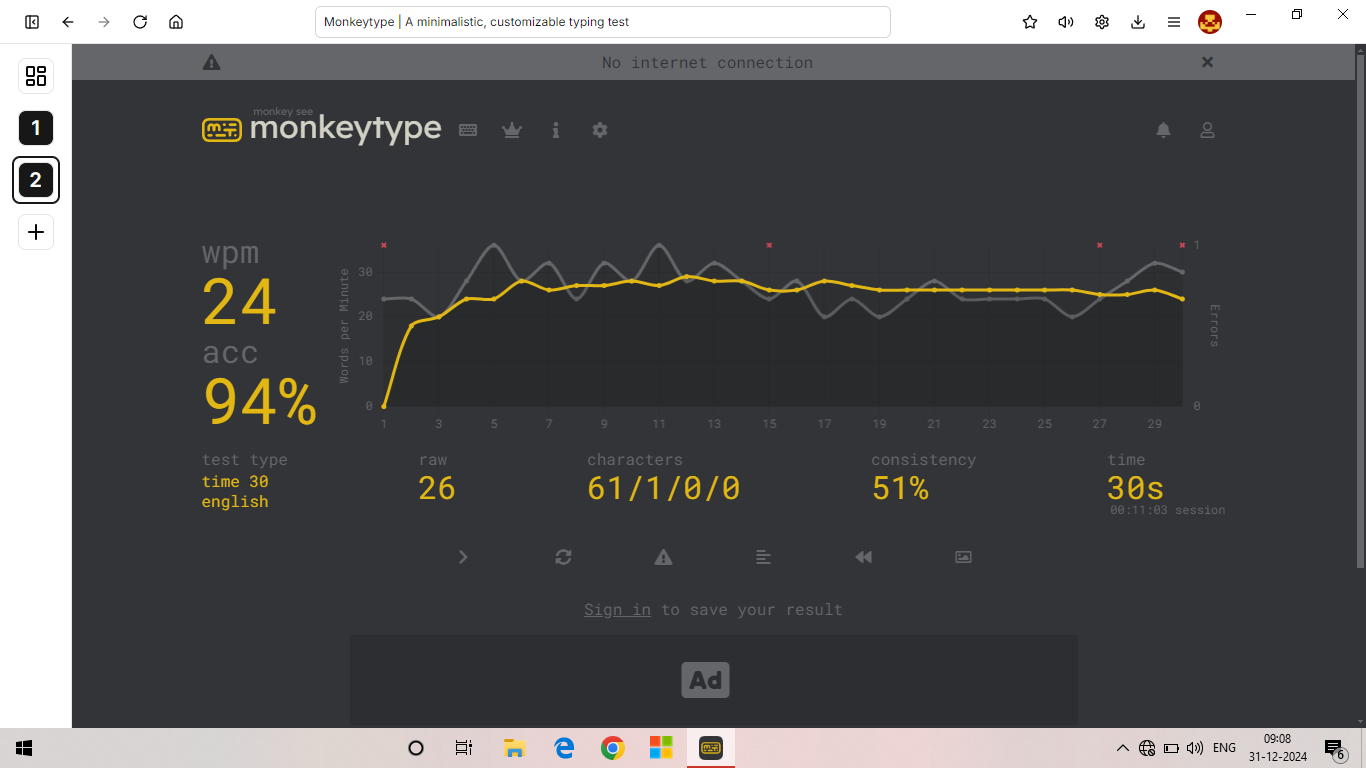 Monkeytype | A minimalistic, customizable typing test
No internet connection
1
2
monkey see
monkeytype
wpm
24
acc
94%
Words per Minute
30
20
10
0
1 3 5 7 9 11 13 15 17 19 21 23 25 27 29
1
0
Errors
test type
time 30
english
raw
26
characters
61/1/0/0
consistency
51%
time
30s
00:11:03 session
Sign in to save your result
Ad
ENG
09:08
31-12-2024
6